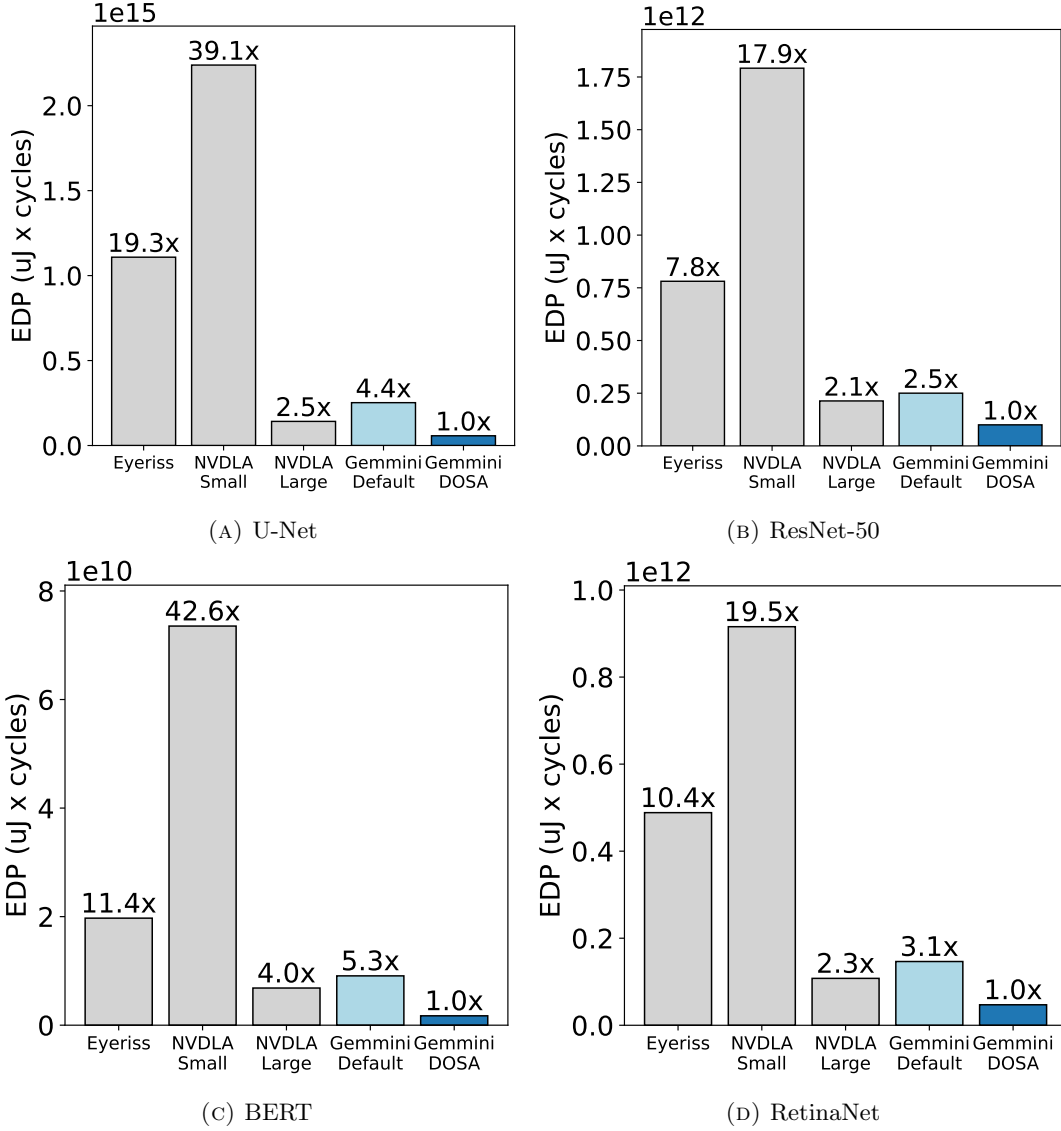 1e15
EDP (uJ x cycles)
2.0
1.5
1.0
0.5
0.0
19.3x
39.1x
2.5x
4.4x
1.0x
Eyeriss
NVDLA
Small
NVDLA
Large
Gemmini
Default
Gemmini
DOSA
(A) U-Net
1e12
EDP (uJ x cycles)
1.75
1.50
1.25
1.00
0.75
0.50
0.25
0.00
7.8x
17.9x
2.1x
2.5x
1.0x
Eyeriss
NVDLA
Small
NVDLA
Large
Gemmini
Default
Gemmini
DOSA
(B) ResNet-50
1e10
EDP (uJ x cycles)
8
6
4
2
0
11.4x
42.6x
4.0x
5.3x
1.0x
Eyeriss
NVDLA
Small
NVDLA
Large
Gemmini
Default
Gemmini
DOSA
(C) BERT
1e12
EDP (uJ x cycles)
1.0
0.8
0.6
0.4
0.2
0.0
10.4x
19.5x
2.3x
3.1x
1.0x
Eyeriss
NVDLA
Small
NVDLA
Large
Gemmini
Default
Gemmini
DOSA
(D) RetinaNet